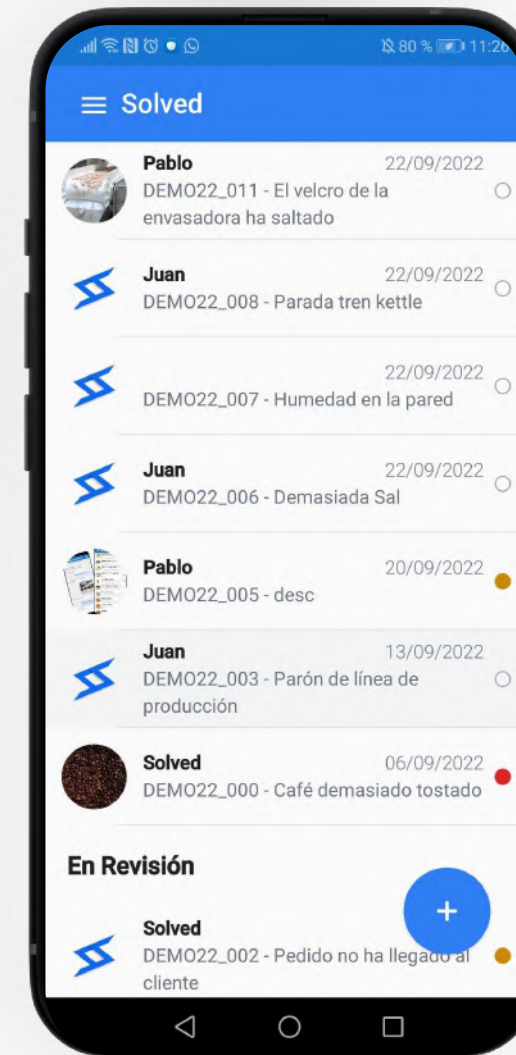 80 % 11:26
Solved
Pablo 22/09/2022
DEMO22_011 - El velcro de la
envasadora ha saltado
Juan 22/09/2022
DEMO22_008 - Parada tren kettle
22/09/2022
DEMO22_007 - Humedad en la pared
Juan 22/09/2022
DEMO22_006 - Demasiada Sal
Pablo 20/09/2022
DEMO22_005 - desc
Juan 13/09/2022
DEMO22_003 - Parón de línea de
producción
Solved 06/09/2022
DEMO22_000 - Café demasiado tostado
En Revisión
+
Solved
DEMO22_002 - Pedido no ha llegado al
cliente